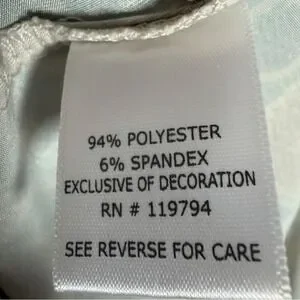 94% POLYESTER
6% SPANDEX
EXCLUSIVE OF DECORATION
RN # 119794
SEE REVERSE FOR CARE